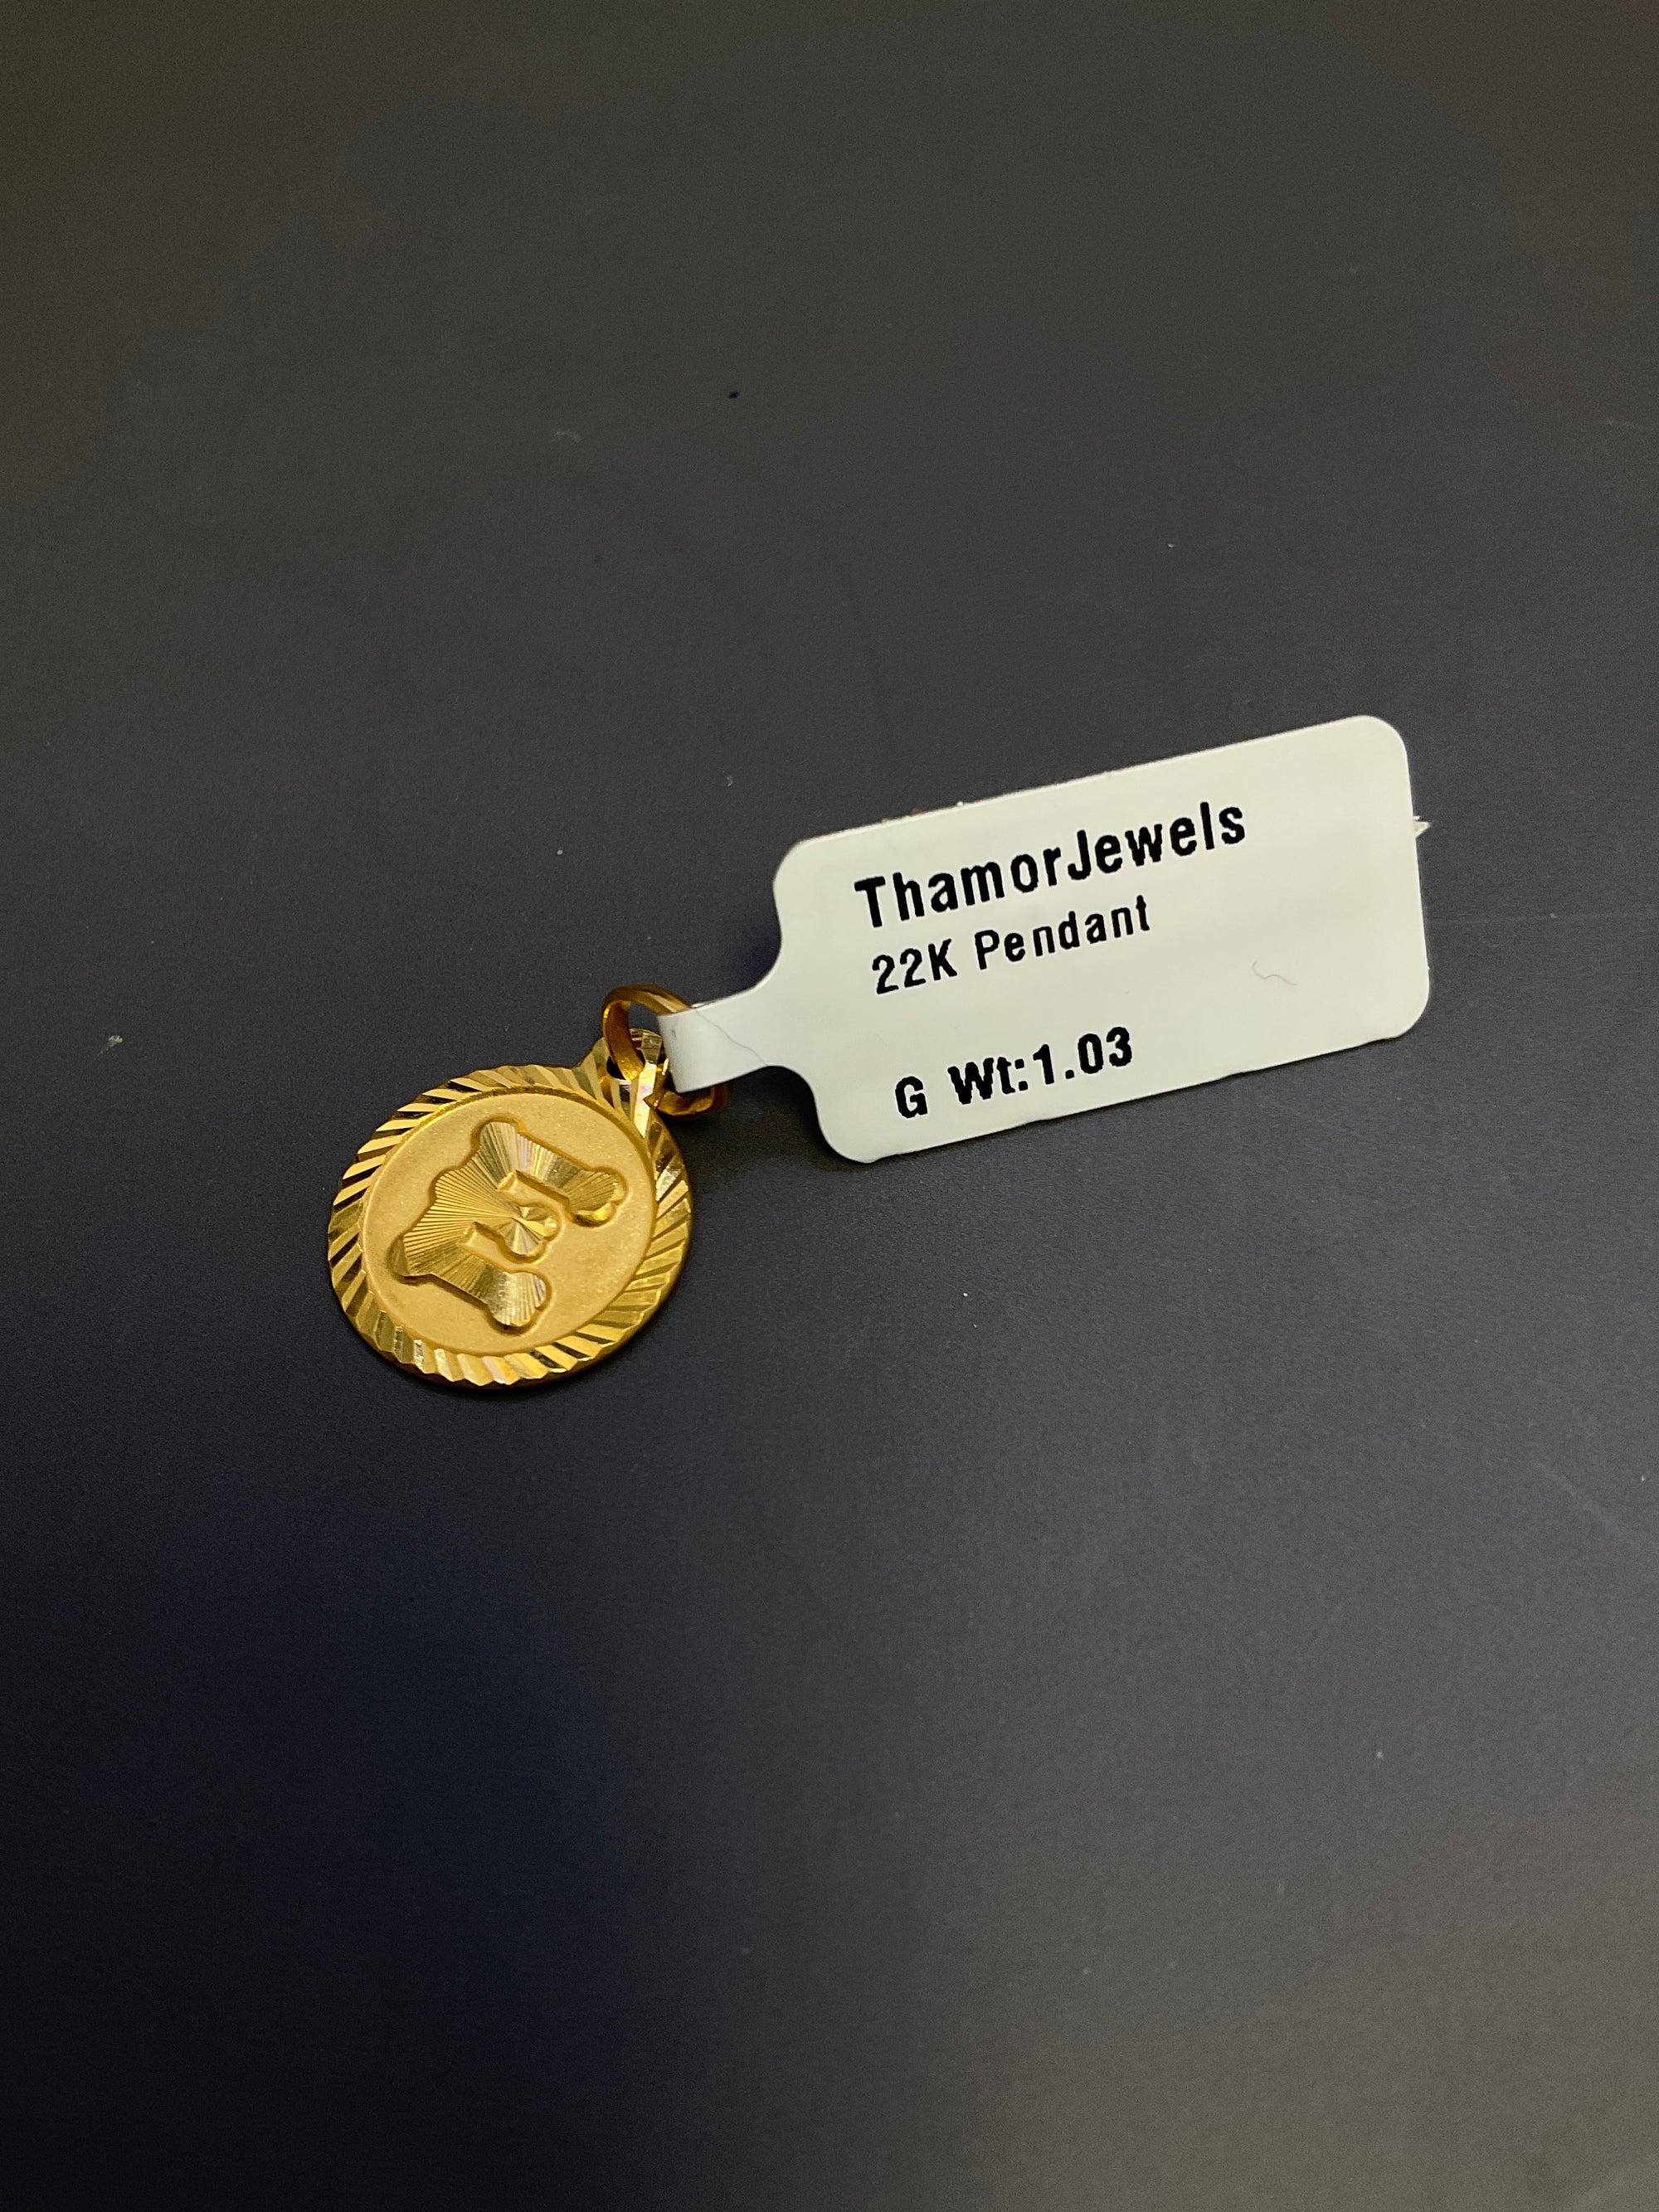 ThamorJewels
22K Pendant
G Wt:1.03